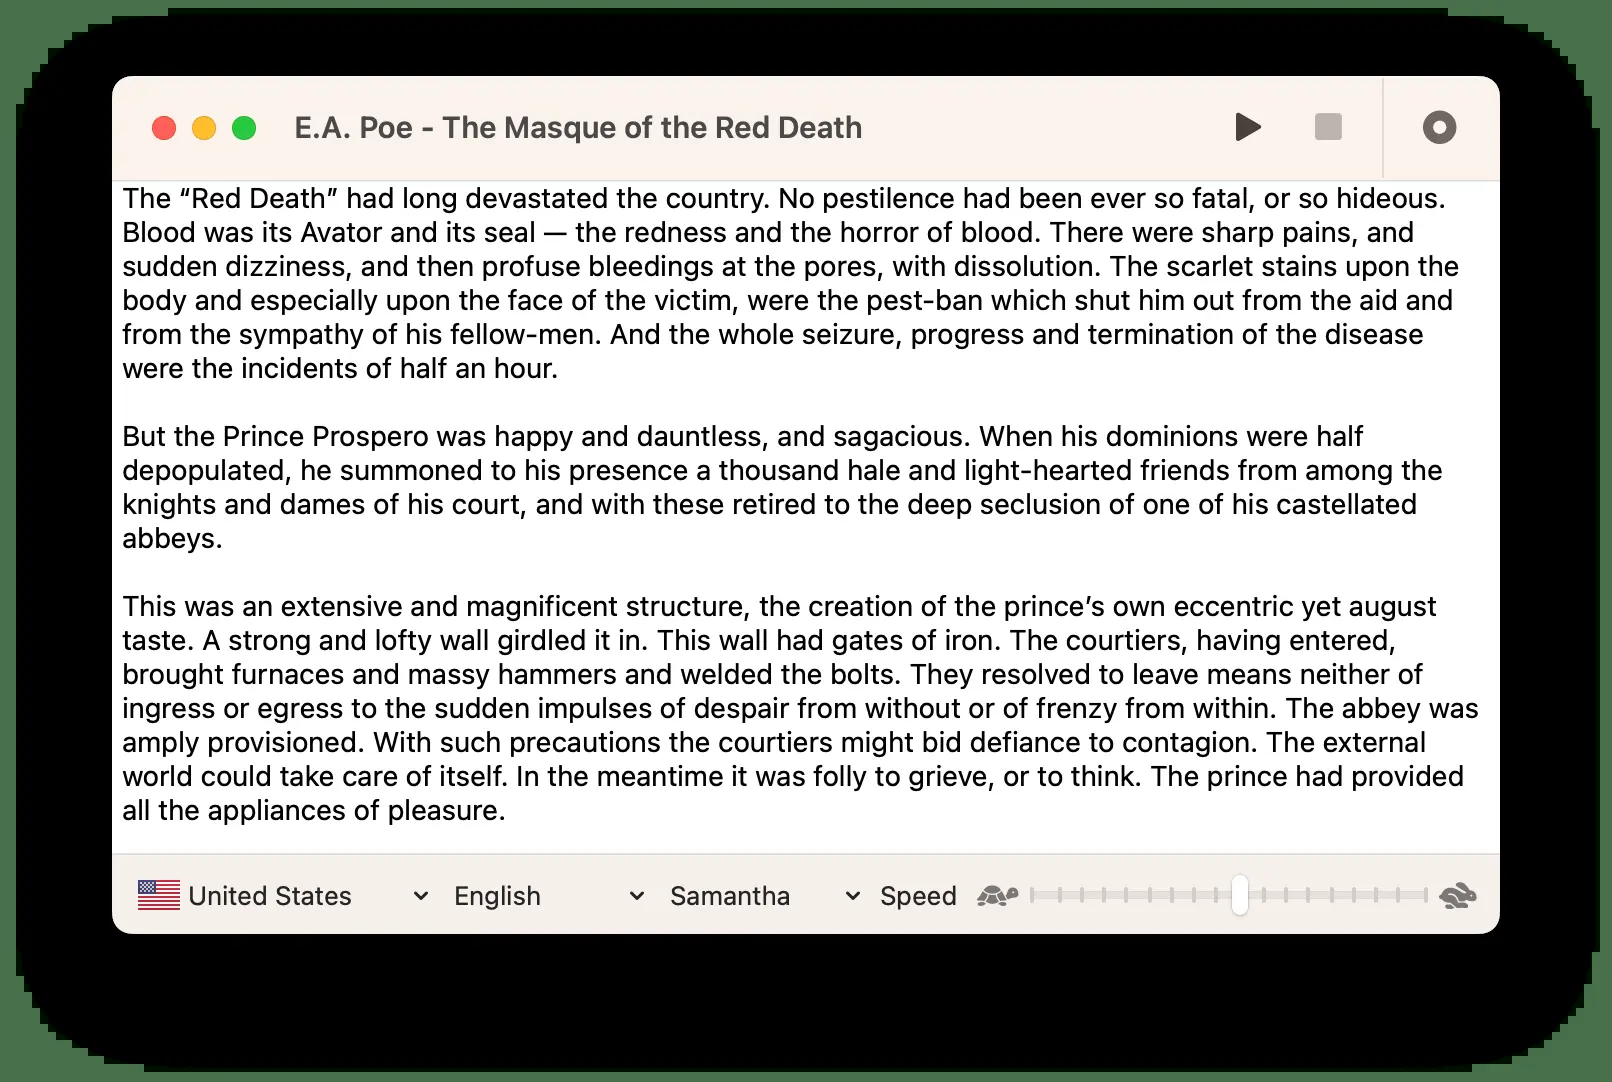 E.A. Poe - The Masque of the Red Death
The “Red Death” had long devastated the country. No pestilence had been ever so fatal, or so hideous.
Blood was its Avator and its seal — the redness and the horror of blood. There were sharp pains, and
sudden dizziness, and then profuse bleedings at the pores, with dissolution. The scarlet stains upon the
body and especially upon the face of the victim, were the pest-ban which shut him out from the aid and
from the sympathy of his fellow-men. And the whole seizure, progress and termination of the disease
were the incidents of half an hour.
But the Prince Prospero was happy and dauntless, and sagacious. When his dominions were half
depopulated, he summoned to his presence a thousand hale and light-hearted friends from among the
knights and dames of his court, and with these retired to the deep seclusion of one of his castellated
abbeys.
This was an extensive and magnificent structure, the creation of the prince’s own eccentric yet august
taste. A strong and lofty wall girdled it in. This wall had gates of iron. The courtiers, having entered,
brought furnaces and massy hammers and welded the bolts. They resolved to leave means neither of
ingress or egress to the sudden impulses of despair from without or of frenzy from within. The abbey was
amply provisioned. With such precautions the courtiers might bid defiance to contagion. The external
world could take care of itself. In the meantime it was folly to grieve, or to think. The prince had provided
all the appliances of pleasure.
United States English Samantha Speed